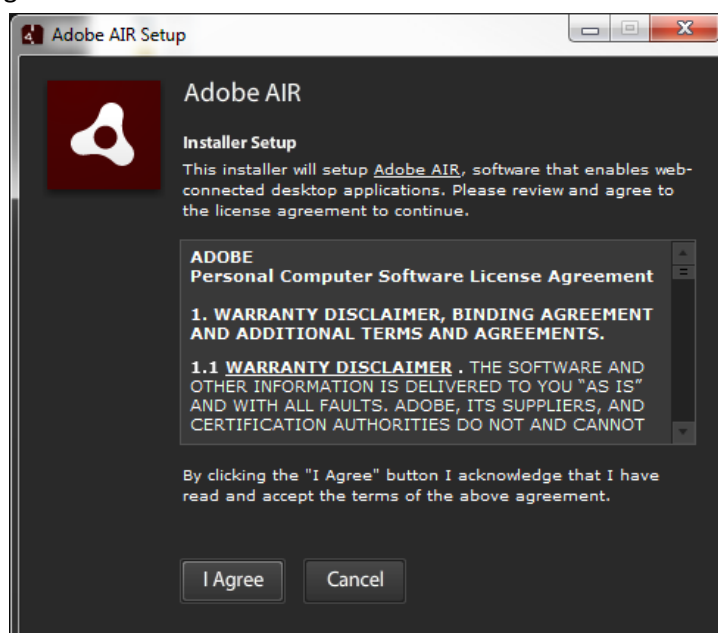 Adobe AIR Setup
Adobe AIR
Installer Setup
This installer will setup Adobe AIR, software that enables web-
connected desktop applications. Please review and agree to
the license agreement to continue.
ADOBE
Personal Computer Software License Agreement
1. WARRANTY DISCLAIMER, BINDING AGREEMENT
AND ADDITIONAL TERMS AND AGREEMENTS.
1.1 WARRANTY DISCLAIMER . THE SOFTWARE AND
OTHER INFORMATION IS DELIVERED TO YOU “AS IS”
AND WITH ALL FAULTS. ADOBE, ITS SUPPLIERS, AND
CERTIFICATION AUTHORITIES DO NOT AND CANNOT
By clicking the "I Agree" button I acknowledge that I have
read and accept the terms of the above agreement.
I Agree
Cancel